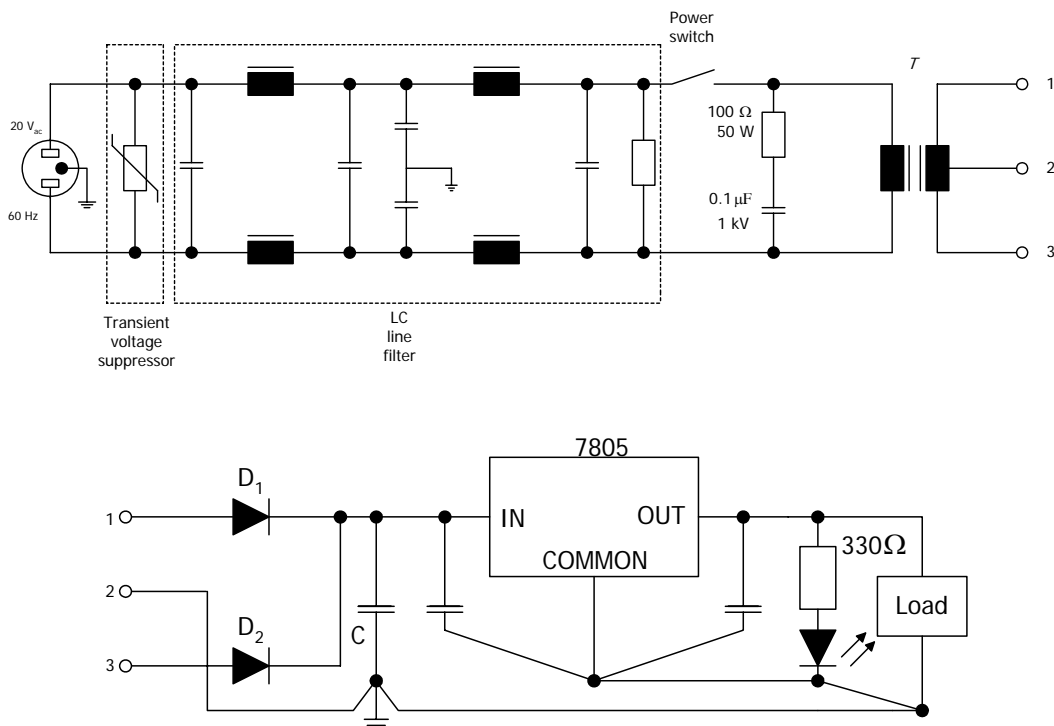 Power
switch
T
1
20 Vac
100 Ω
50 W
2
60 Hz
0.1 μF
1 kV
3
Transient
voltage
suppressor
LC
line
filter
7805
D1
1
IN
OUT
330Ω
COMMON
2
Load
D2
C
3